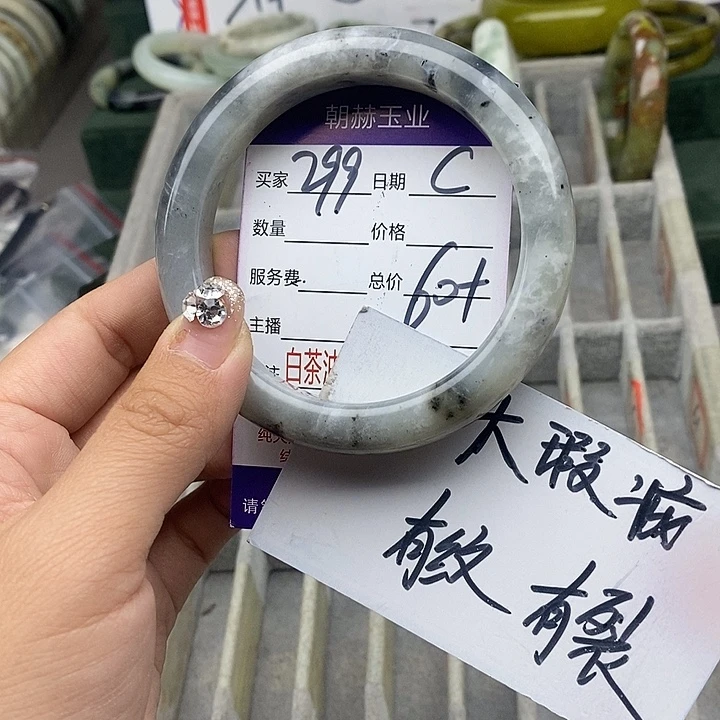 朝赫玉业
买家 299 日期 C
数量 价格
服务费. 总价 60+
主播
白茶
大瑕疵
有纹 有裂